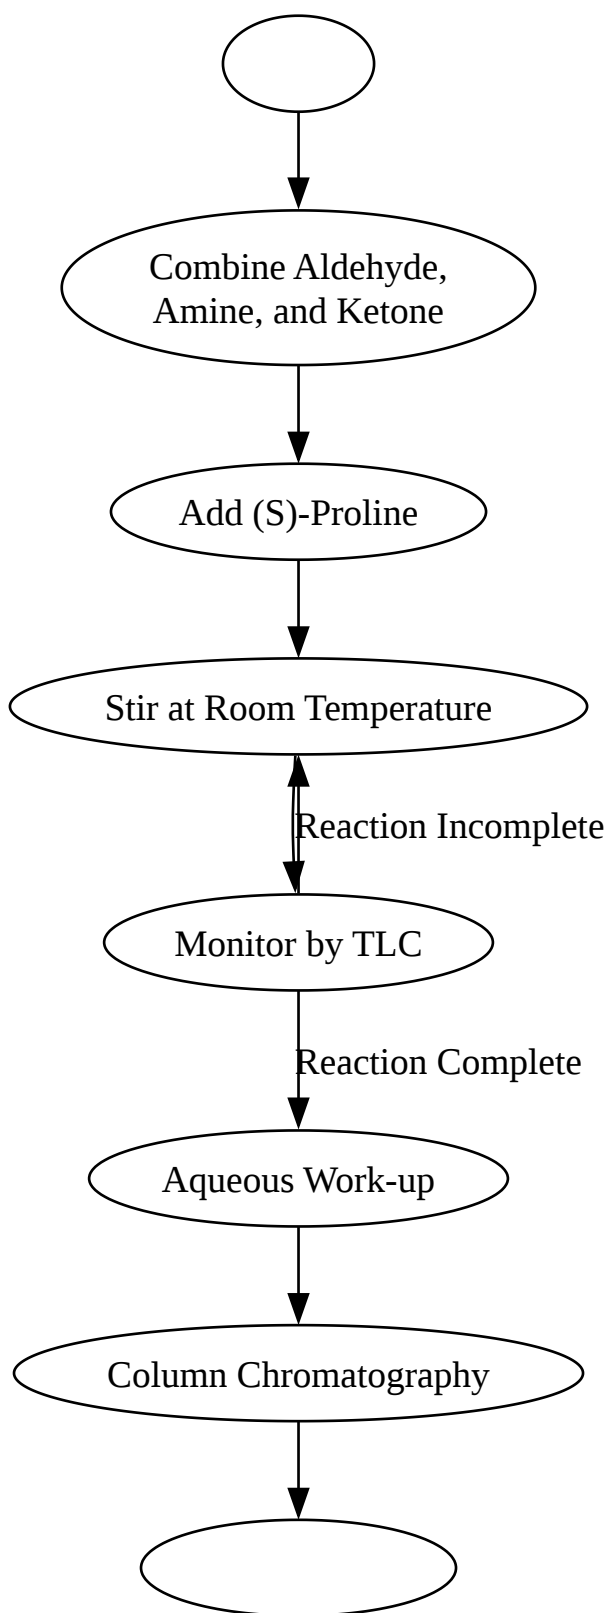 Combine Aldehyde,
Amine, and Ketone
Add (S)-Proline
Stir at Room Temperature
Reaction Incomplete
Monitor by TLC
Reaction Complete
Aqueous Work-up
Column Chromatography